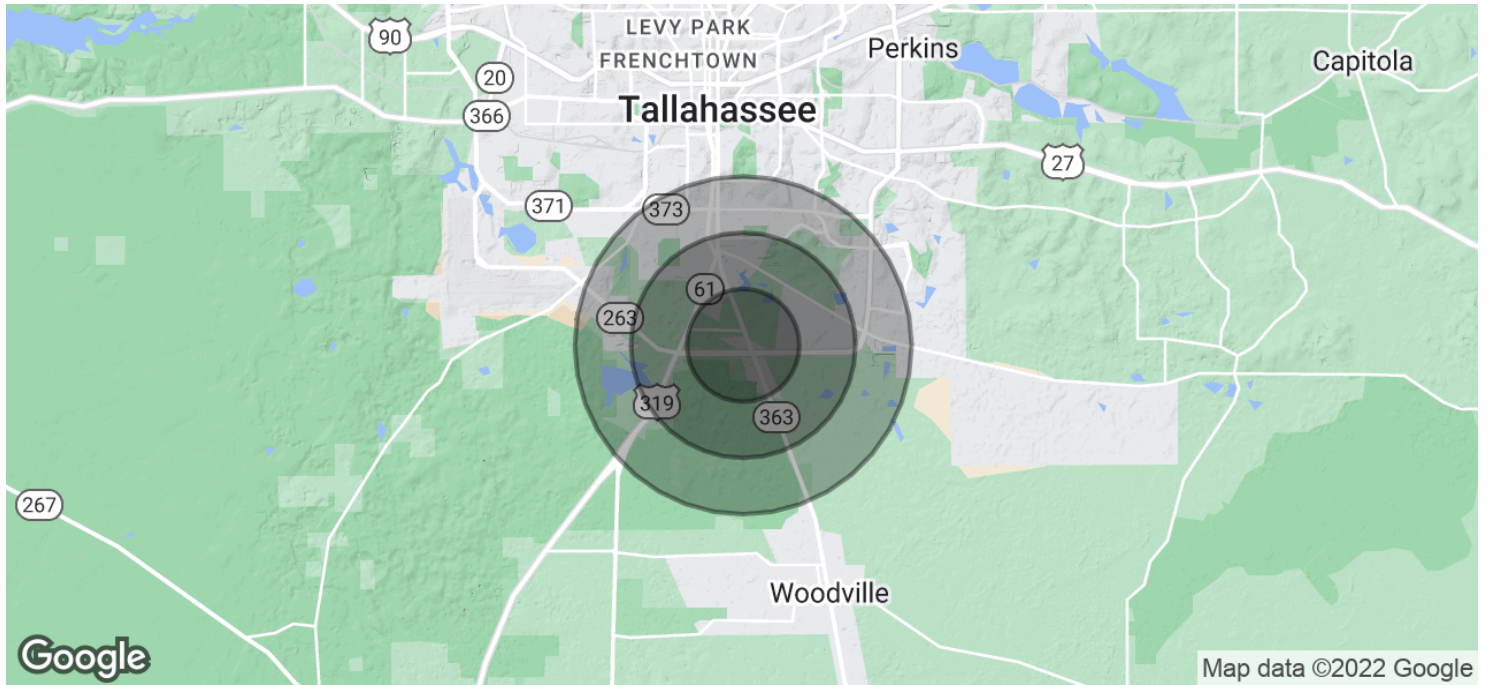 LEVY PARK
90
Perkins
FRENCHTOWN
Capitola
20
Tallahassee
366
27
371
373
61
263
319
363
267
Woodville
Google
Map data ©2022 Google